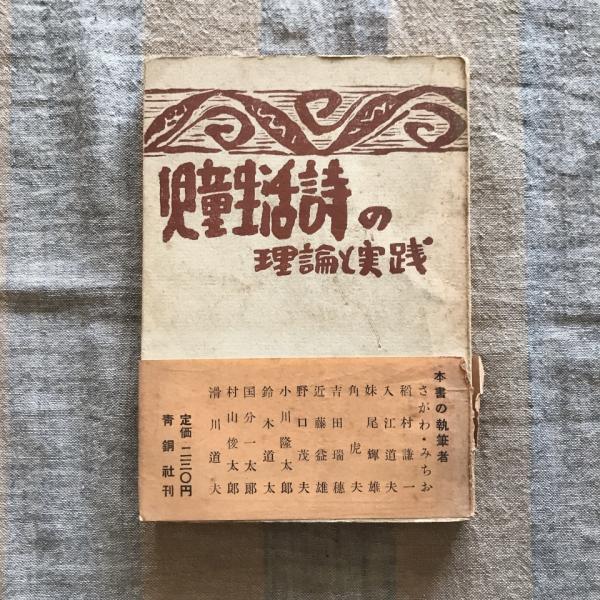 児童生活詩の
理論と実践
本書の執筆者
さがわ・みちお
稲村謙一
入江道夫
妹尾輝雄
角虎夫
吉田瑞穂
近藤益雄
野口茂夫
小川隆太郎
鈴木道太
国分一太郎
村山俊太郎
滑川道夫
定価 二三〇円
青銅社刊